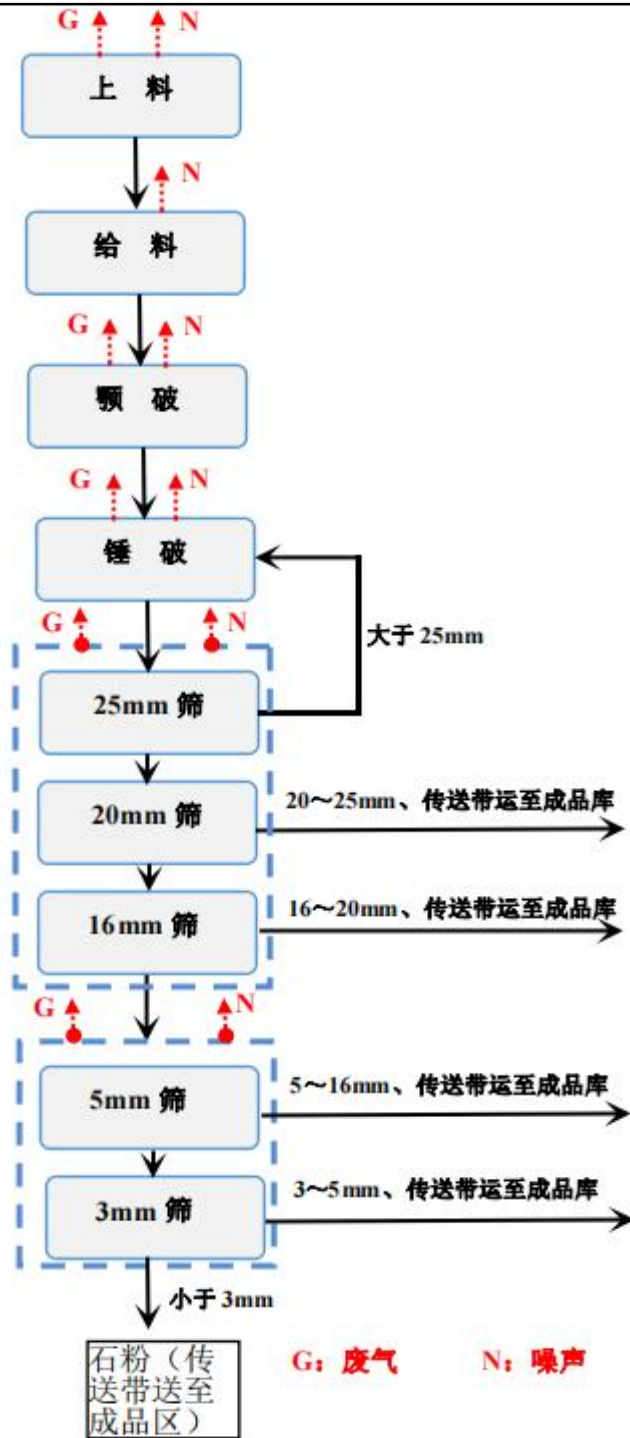 G N
上 料
N
给 料
G N
颚 破
G N
锤 破
G N
大于 25mm
25mm 筛
20～25mm、传送带运至成品库
20mm 筛
16～20mm、传送带运至成品库
16mm 筛
G N
5～16mm、传送带运至成品库
5mm 筛
3～5mm、传送带运至成品库
3mm 筛
小于 3mm
石粉（传
送带送至
成品区）
G：废气 N：噪声